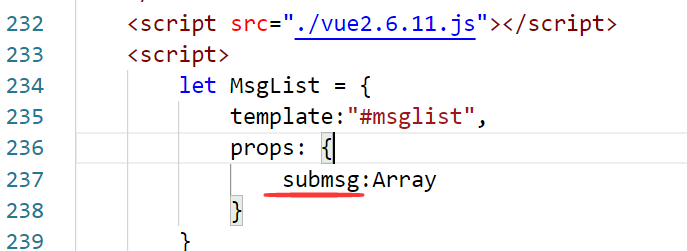 232 <script src="./vue2.6.11.js"></script>
233 <script>
234 let MsgList = {
235 template:"#msglist",
236 props: {
237 submsg:Array
238 }
239 }